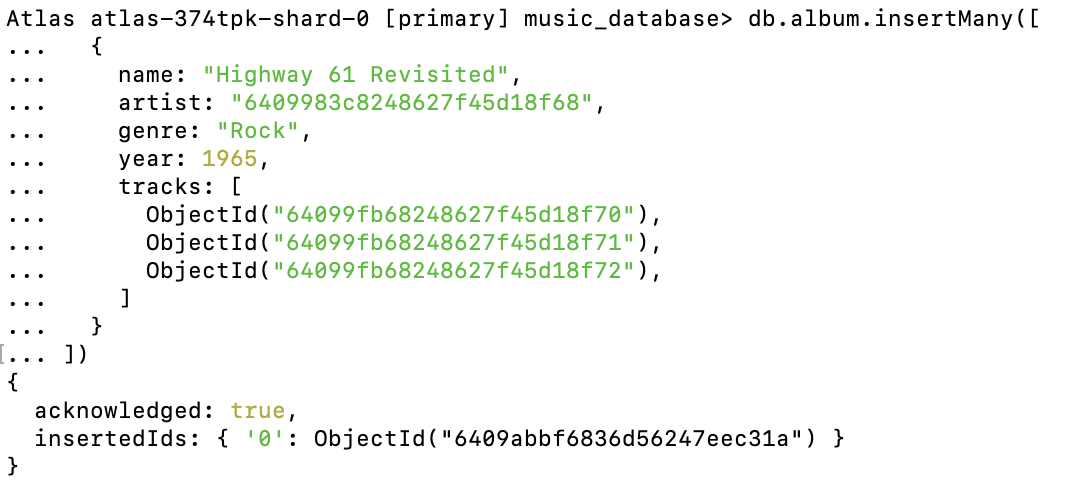 Atlas atlas-374tpk-shard-0 [primary] music_database> db.album.insertMany([
...   {
...     name: "Highway 61 Revisited",
...     artist: "6409983c8248627f45d18f68",
...     genre: "Rock",
...     year: 1965,
...     tracks: [
...       ObjectId("64099fb68248627f45d18f70"),
...       ObjectId("64099fb68248627f45d18f71"),
...       ObjectId("64099fb68248627f45d18f72"),
...     ]
...   }
[... ])
{
  acknowledged: true,
  insertedIds: { '0': ObjectId("6409abbf6836d56247eec31a") }
}